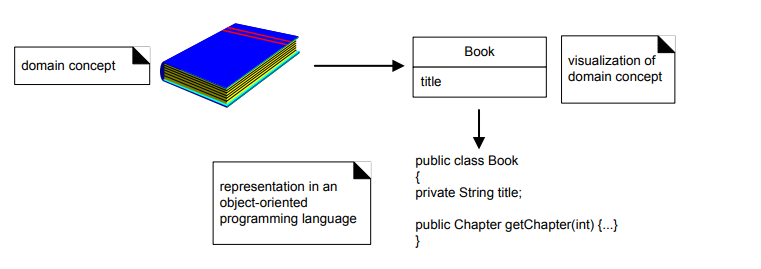 domain concept
Book
title
visualization of
domain concept
representation in an
object-oriented
programming language
public class Book
{
private String title;
public Chapter getChapter(int) {...}
}